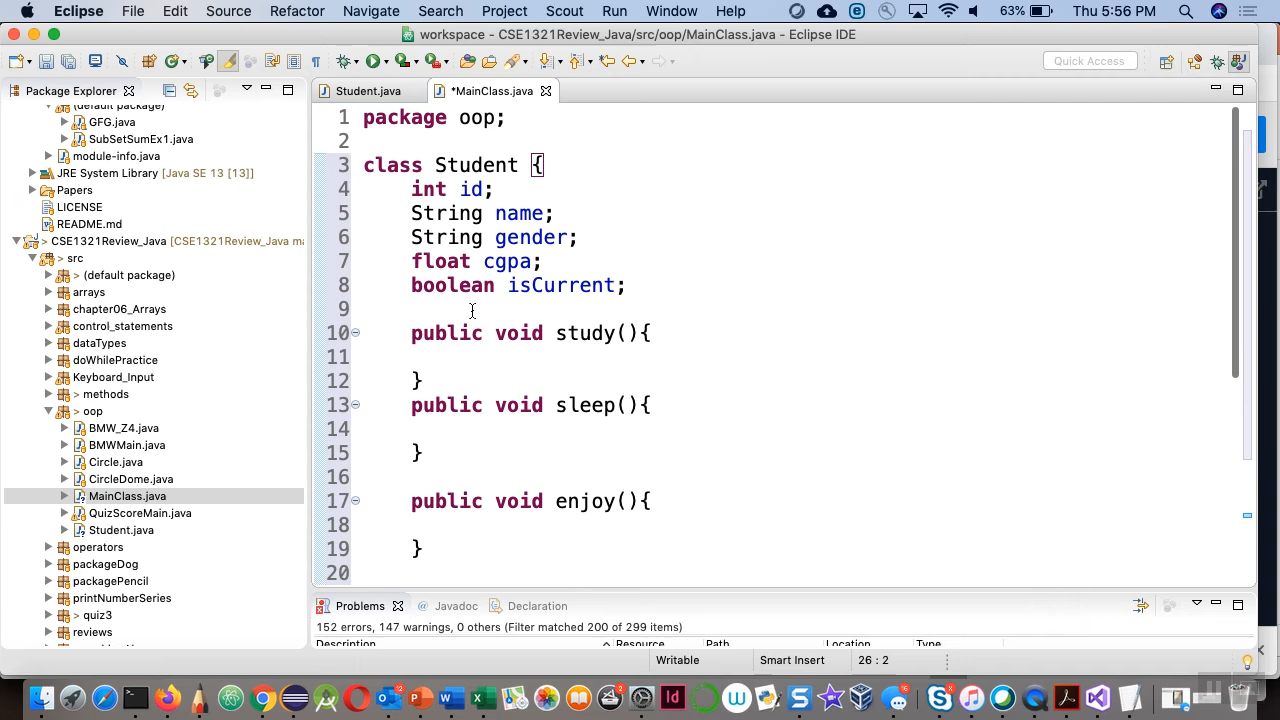 Eclipse File Edit Source Refactor Navigate Search Project Scout Run Window Help 63% Thu 5:56 PM
workspace - CSE1321Review_Java/src/oop/MainClass.java - Eclipse IDE
Quick Access
Package Explorer
Student.java
*MainClass.java
(default package)
GFG.java
SubSetSumEx1.java
module-info.java
JRE System Library [Java SE 13 [13]]
Papers
LICENSE
README.md
> CSE1321Review_Java [CSE1321Review_Java ma
> src
> (default package)
arrays
chapter06_Arrays
control_statements
dataTypes
doWhilePractice
Keyboard_Input
> methods
> oop
BMW_Z4.java
BMWMain.java
Circle.java
CircleDome.java
MainClass.java
QuizScoreMain.java
Student.java
operators
packageDog
packagePencil
printNumberSeries
> quiz3
reviews
1 package oop;
2
3 class Student {
4 int id;
5 String name;
6 String gender;
7 float cgpa;
8 boolean isCurrent;
9
10 public void study(){
11
12 }
13 public void sleep(){
14
15 }
16
17 public void enjoy(){
18
19 }
20
Problems @ Javadoc Declaration
152 errors, 147 warnings, 0 others (Filter matched 200 of 299 items)
Description Resource Path Location Type
Writable Smart Insert 26 : 2